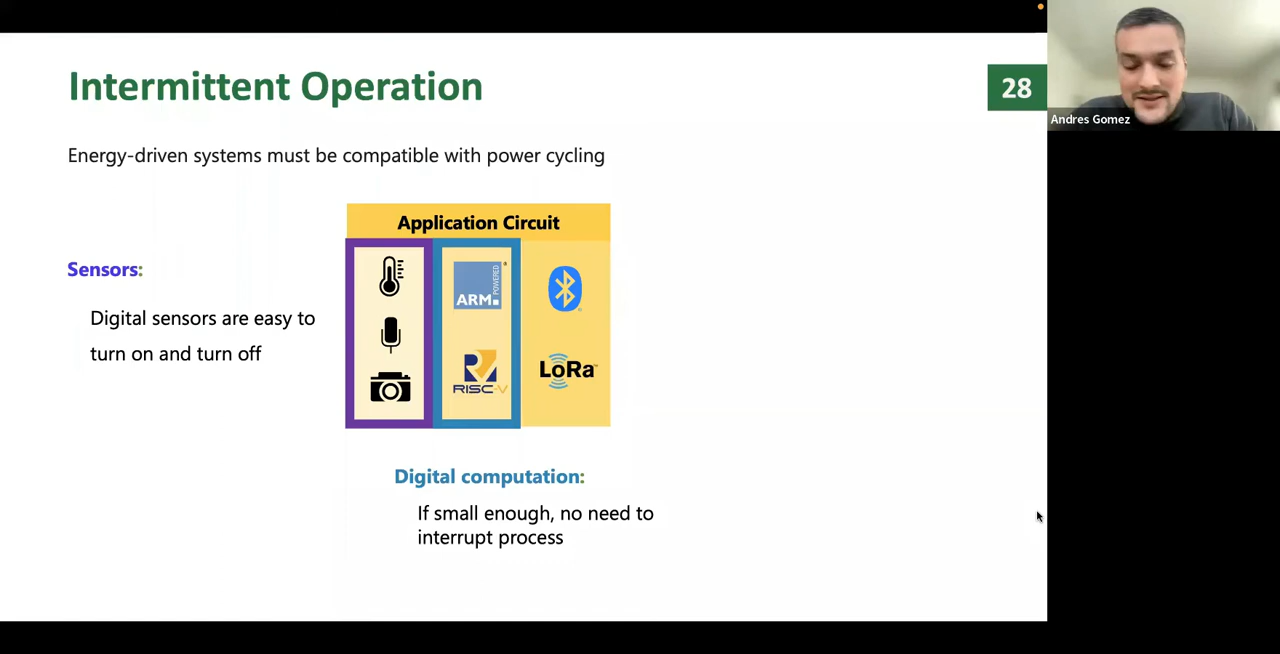 Intermittent Operation
28
Andres Gomez
Energy-driven systems must be compatible with power cycling
Application Circuit
Sensors:
Digital sensors are easy to
turn on and turn off
ARM
POWERED
RISC-V
LoRa
Digital computation:
If small enough, no need to
interrupt process